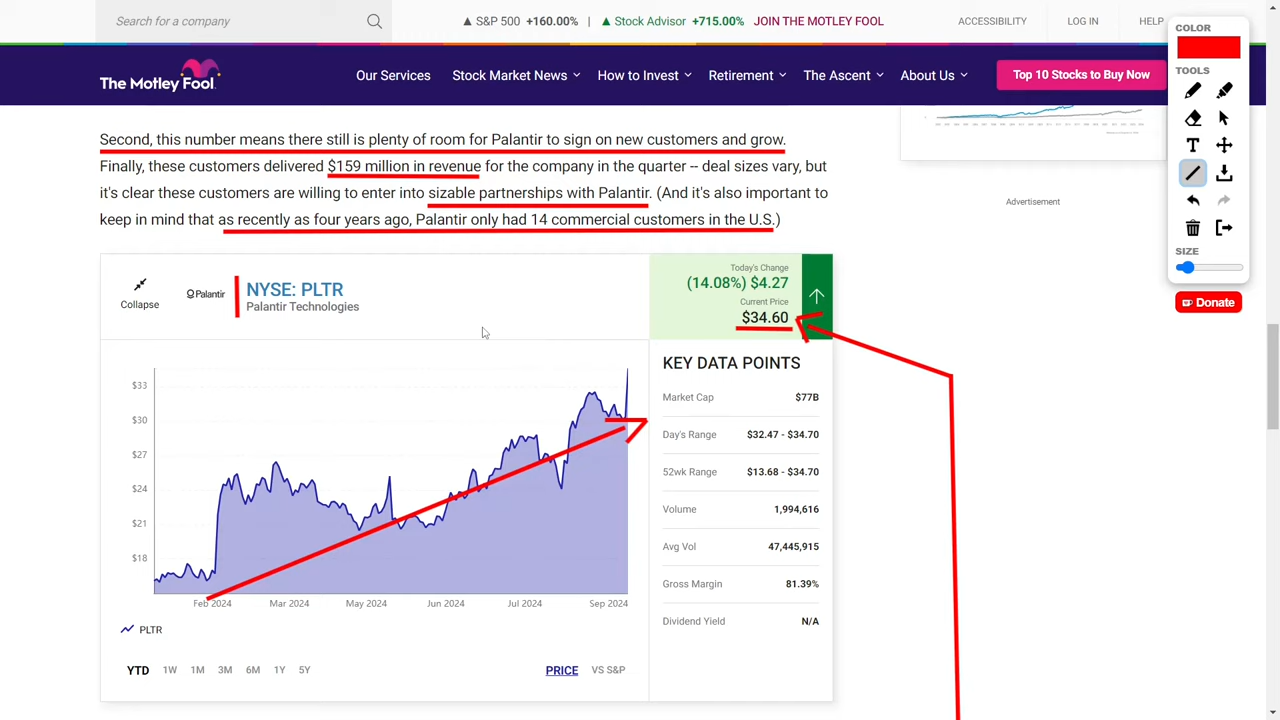 Search for a company
▲ S&P 500 +160.00% | ▲ Stock Advisor +715.00% JOIN THE MOTLEY FOOL
ACCESSIBILITY LOG IN HELP
The Motley Fool
Our Services Stock Market News How to Invest Retirement The Ascent About Us
Top 10 Stocks to Buy Now
COLOR
TOOLS
SIZE
Donate
Second, this number means there still is plenty of room for Palantir to sign on new customers and grow.
Finally, these customers delivered $159 million in revenue for the company in the quarter -- deal sizes vary, but
it's clear these customers are willing to enter into sizable partnerships with Palantir. (And it's also important to
keep in mind that as recently as four years ago, Palantir only had 14 commercial customers in the U.S.)
Advertisement
Collapse
Palantir
NYSE: PLTR
Palantir Technologies
Today's Change
(14.08%) $4.27
Current Price
$34.60
$33
$30
$27
$24
$21
$18
Feb 2024 Mar 2024 May 2024 Jun 2024 Jul 2024 Sep 2024
PLTR
YTD 1W 1M 3M 6M 1Y 5Y
PRICE VS S&P
KEY DATA POINTS
Market Cap $77B
Day's Range $32.47 - $34.70
52wk Range $13.68 - $34.70
Volume 1,994,616
Avg Vol 47,445,915
Gross Margin 81.39%
Dividend Yield N/A